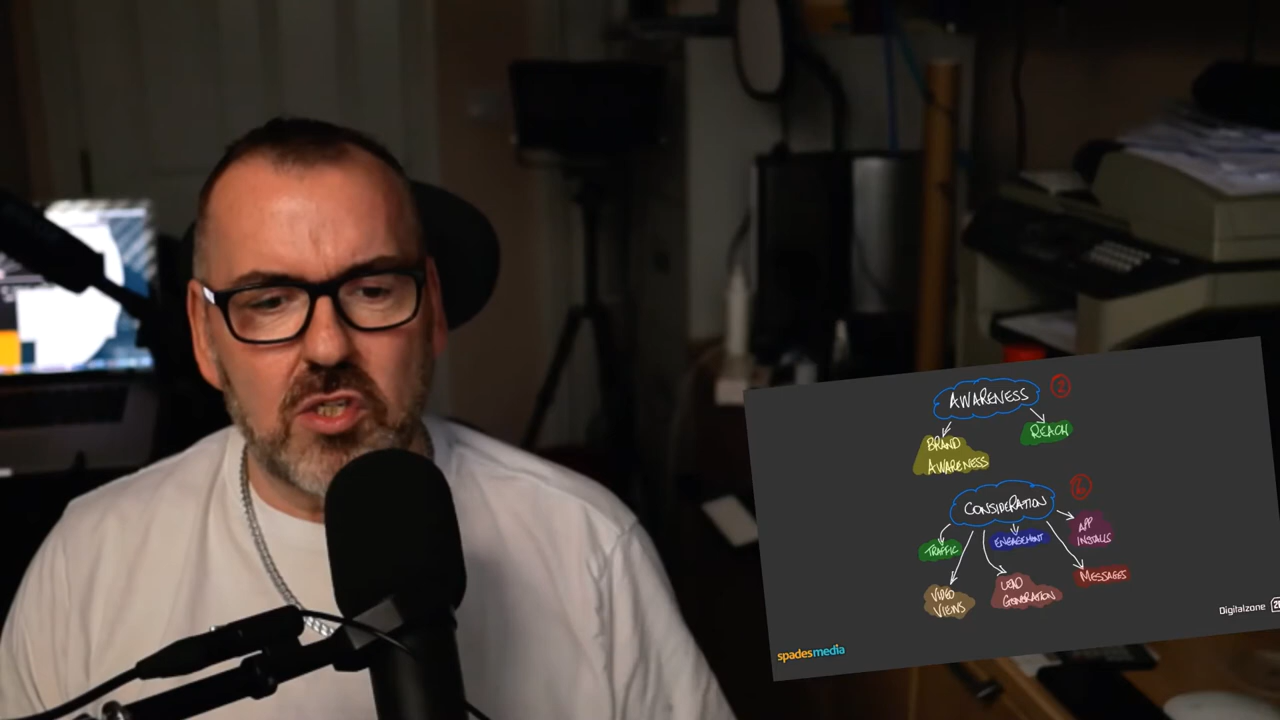 AWARENESS
2
BRAND
AWARENESS
REACH
CONSIDERATION
6
TRAFFIC
ENGAGEMENT
APP
INSTALLS
VIDEO
VIEWS
LEAD
GENERATION
MESSAGES
spadesmedia
Digitalzone